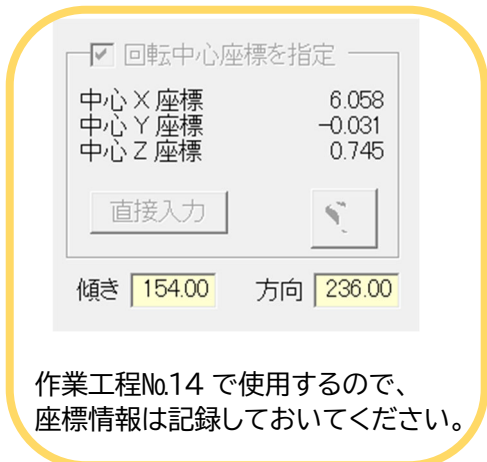 回転中心座標を指定
中心X座標 6.058
中心Y座標 -0.031
中心Z座標 0.745
直接入力
傾き 154.00 方向 236.00
作業工程№14 で使用するので、
座標情報は記録しておいてください。